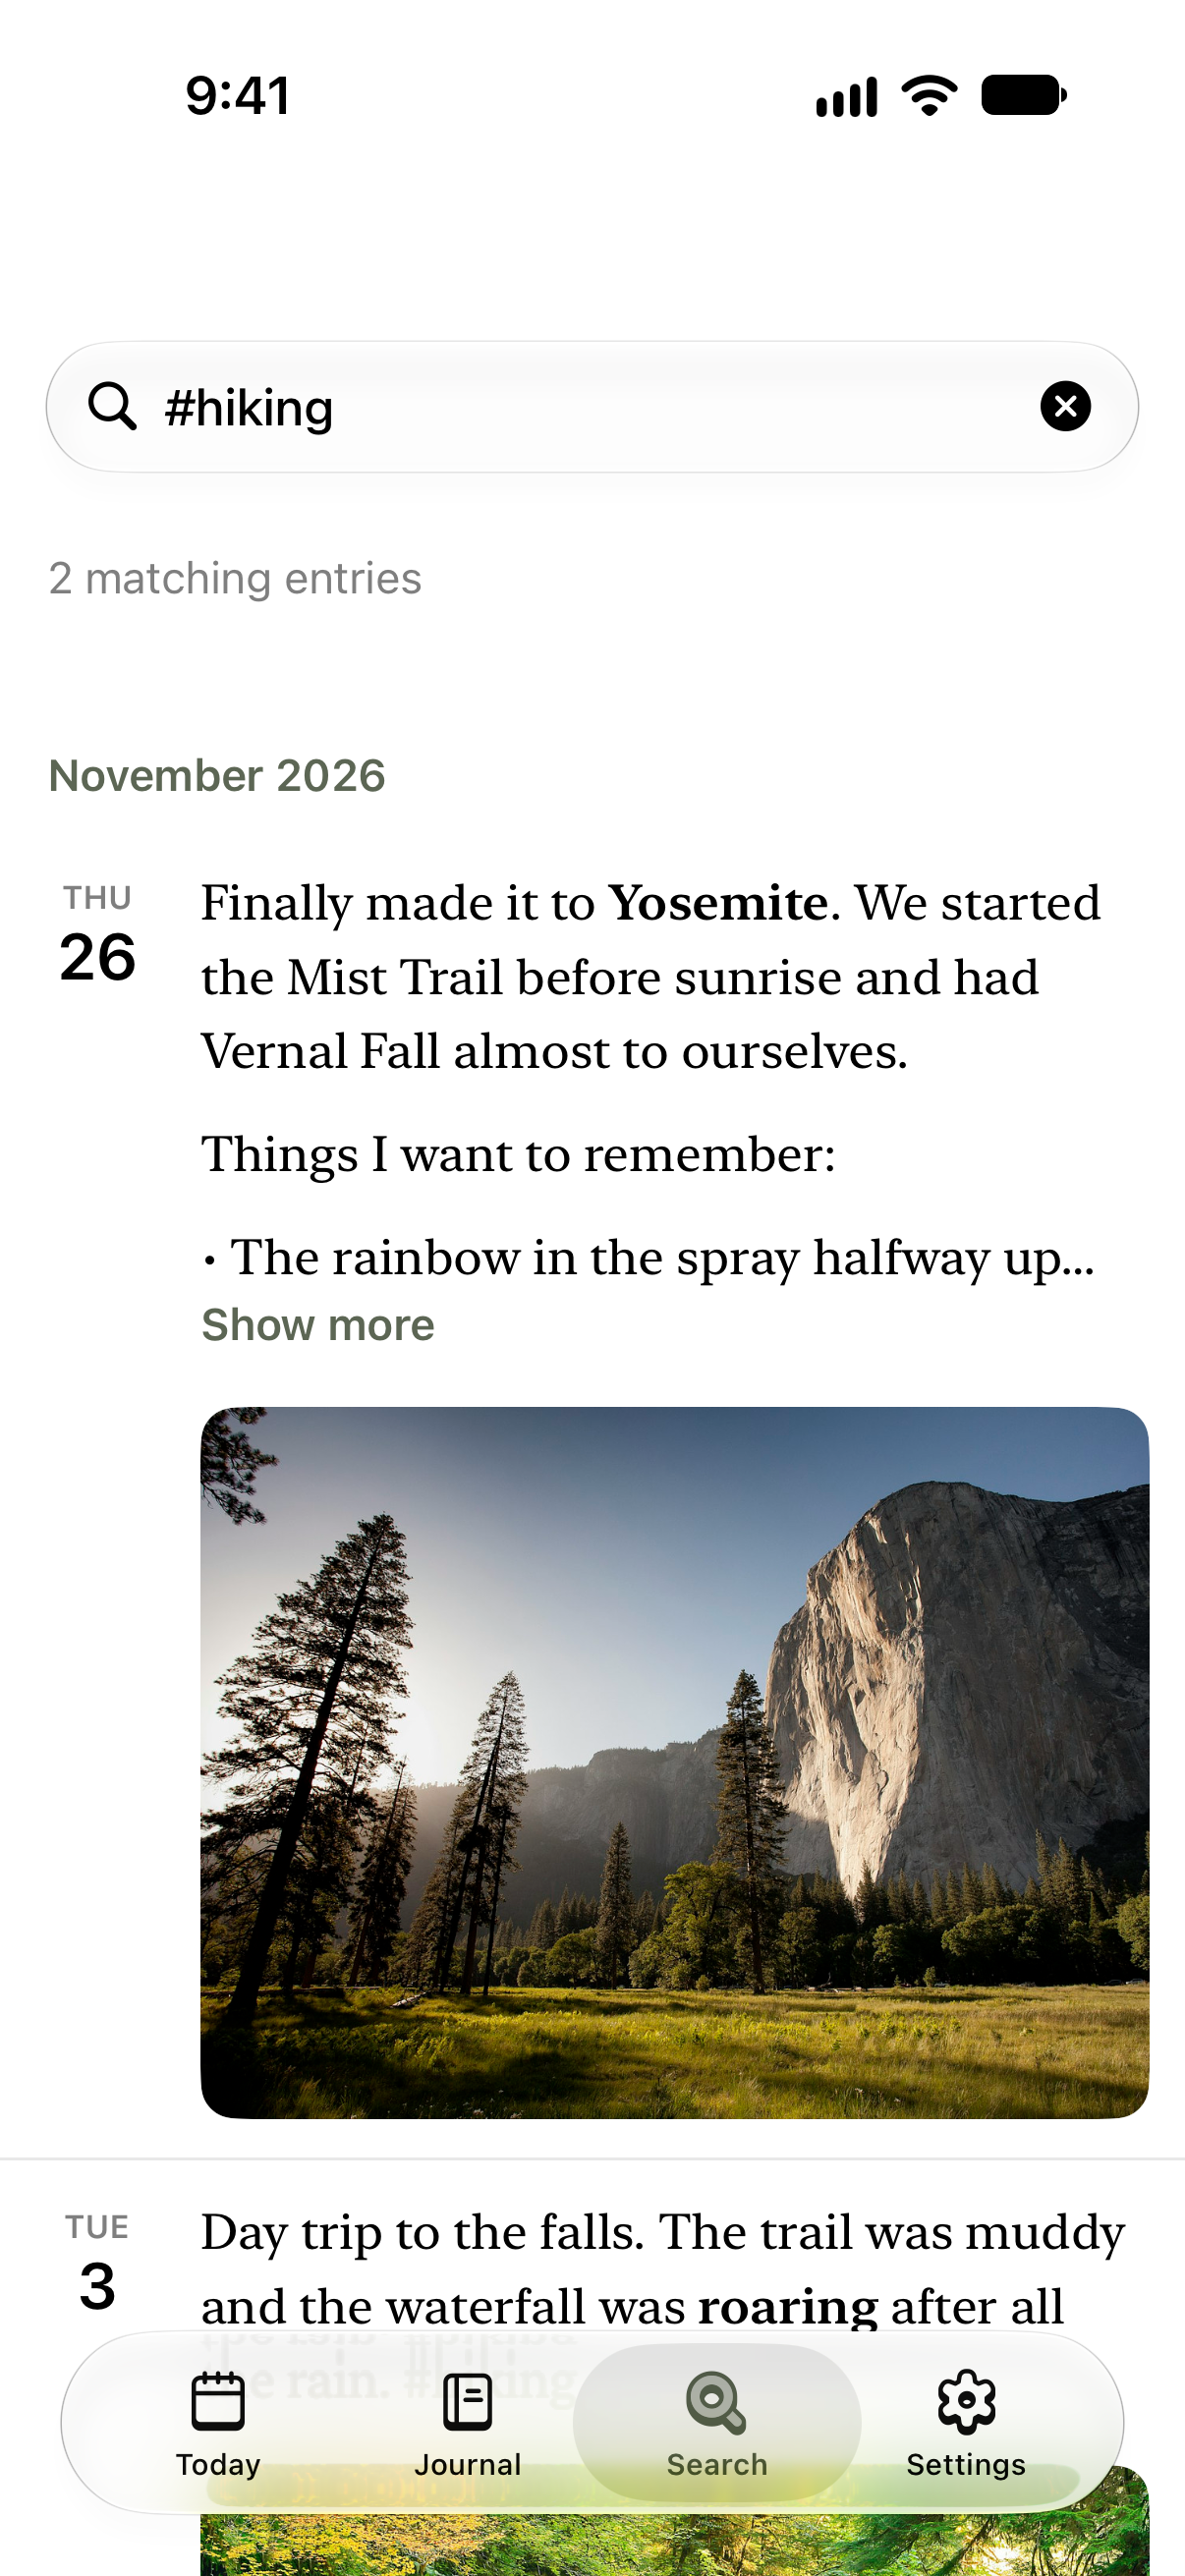 9:41
#hiking
2 matching entries
November 2026
THU
26
Finally made it to Yosemite. We started
the Mist Trail before sunrise and had
Vernal Fall almost to ourselves.
Things I want to remember:
• The rainbow in the spray halfway up...
Show more
TUE
3
Day trip to the falls. The trail was muddy
and the waterfall was roaring after all
the rain. #hiking
Today
Journal
Search
Settings